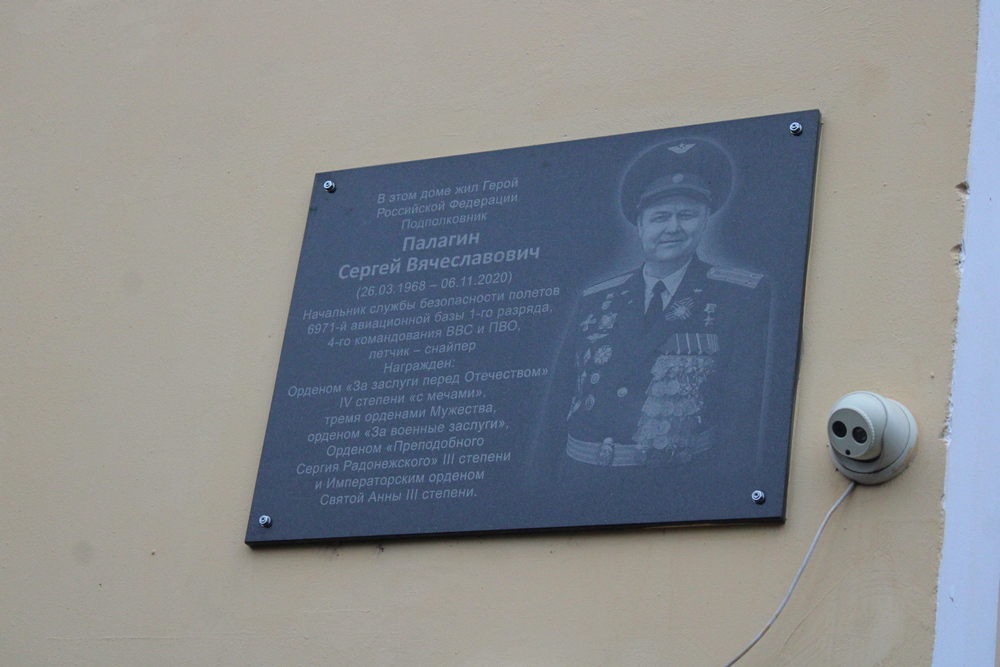 В этом доме жил Герой
Российской Федерации
Подполковник
Палагин
Сергей Вячеславович
(26.03.1968 – 06.11.2020)
Начальник службы безопасности полетов
6971-й авиационной базы 1-го разряда,
4-го командования ВВС и ПВО,
летчик – снайпер
Награжден:
Орденом «За заслуги перед Отечеством»
IV степени «с мечами»,
тремя орденами Мужества,
орденом «За военные заслуги»,
Орденом «Преподобного
Сергия Радонежского» III степени
и Императорским орденом
Святой Анны III степени.